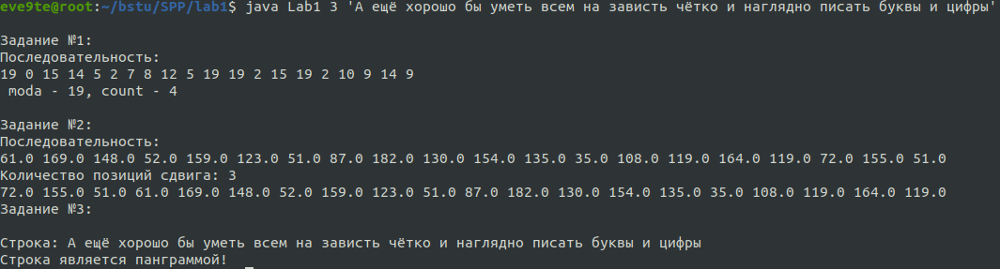 eve9te@root:~/bstu/SPP/lab1$ java Lab1 3 'А ещё хорошо бы уметь всем на зависть чётко и наглядно писать буквы и цифры'
Задание №1:
Последовательность:
19 0 15 14 5 2 7 8 12 5 19 19 2 15 19 2 10 9 14 9
moda - 19, count - 4
Задание №2:
Последовательность:
61.0 169.0 148.0 52.0 159.0 123.0 51.0 87.0 182.0 130.0 154.0 135.0 35.0 108.0 119.0 164.0 119.0 72.0 155.0 51.0
Количество позиций сдвига: 3
72.0 155.0 51.0 61.0 169.0 148.0 52.0 159.0 123.0 51.0 87.0 182.0 130.0 154.0 135.0 35.0 108.0 119.0 164.0 119.0
Задание №3:
Строка: А ещё хорошо бы уметь всем на зависть чётко и наглядно писать буквы и цифры
Строка является панграммой!